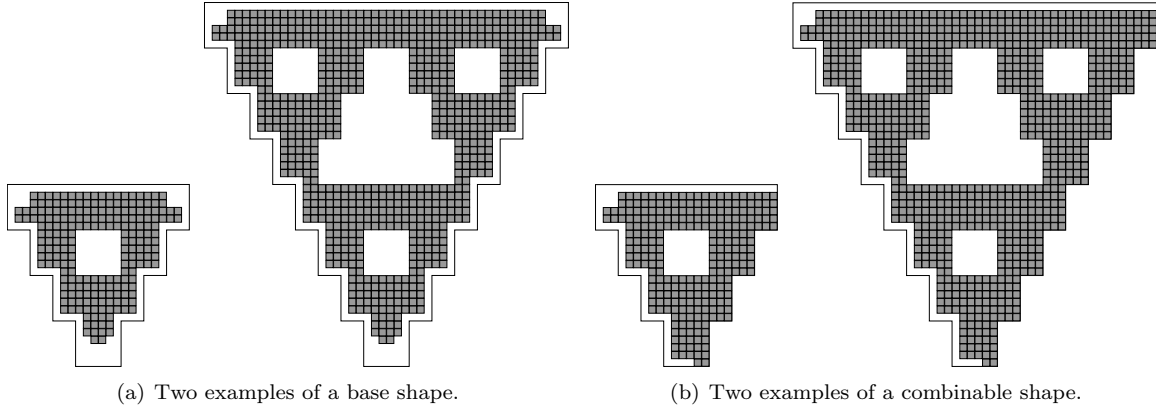 (a) Two examples of a base shape.
(b) Two examples of a combinable shape.